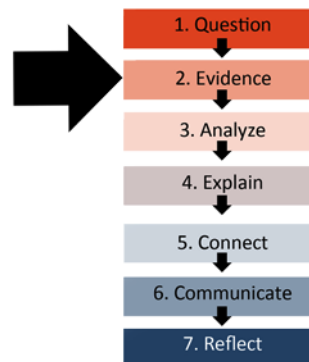 1. Question
2. Evidence
3. Analyze
4. Explain
5. Connect
6. Communicate
7. Reflect